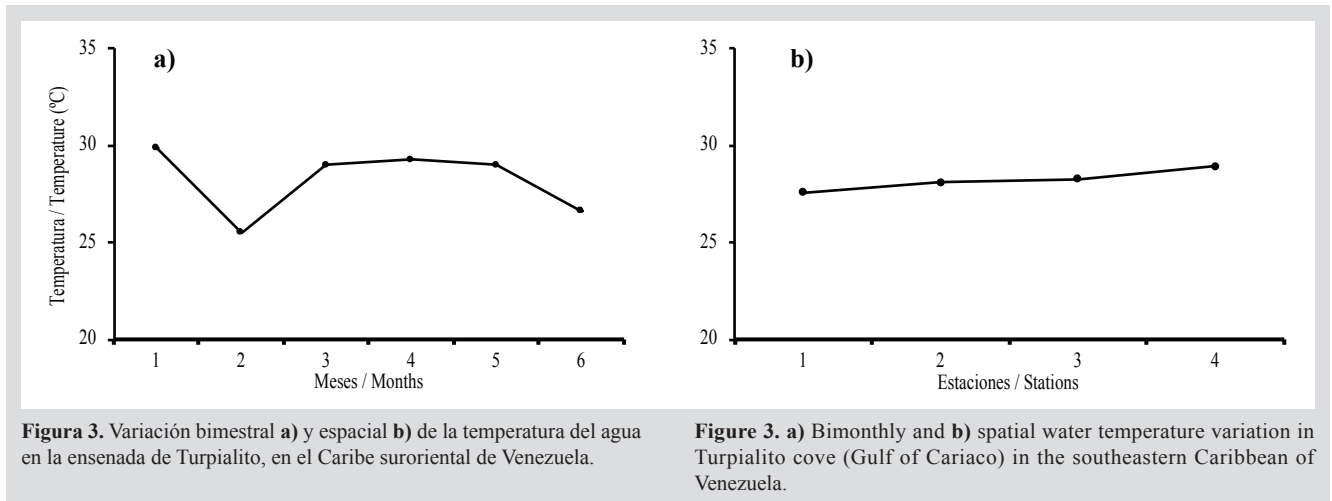 a)
35
30
25
20
Temperatura / Temperature (ºC)
1 2 3 4 5 6
Meses / Months
b)
35
30
25
20
1 2 3 4
Estaciones / Stations
Figura 3. Variación bimestral a) y espacial b) de la temperatura del agua
en la ensenada de Turpialito, en el Caribe suroriental de Venezuela.
Figure 3. a) Bimonthly and b) spatial water temperature variation in
Turpialito cove (Gulf of Cariaco) in the southeastern Caribbean of
Venezuela.